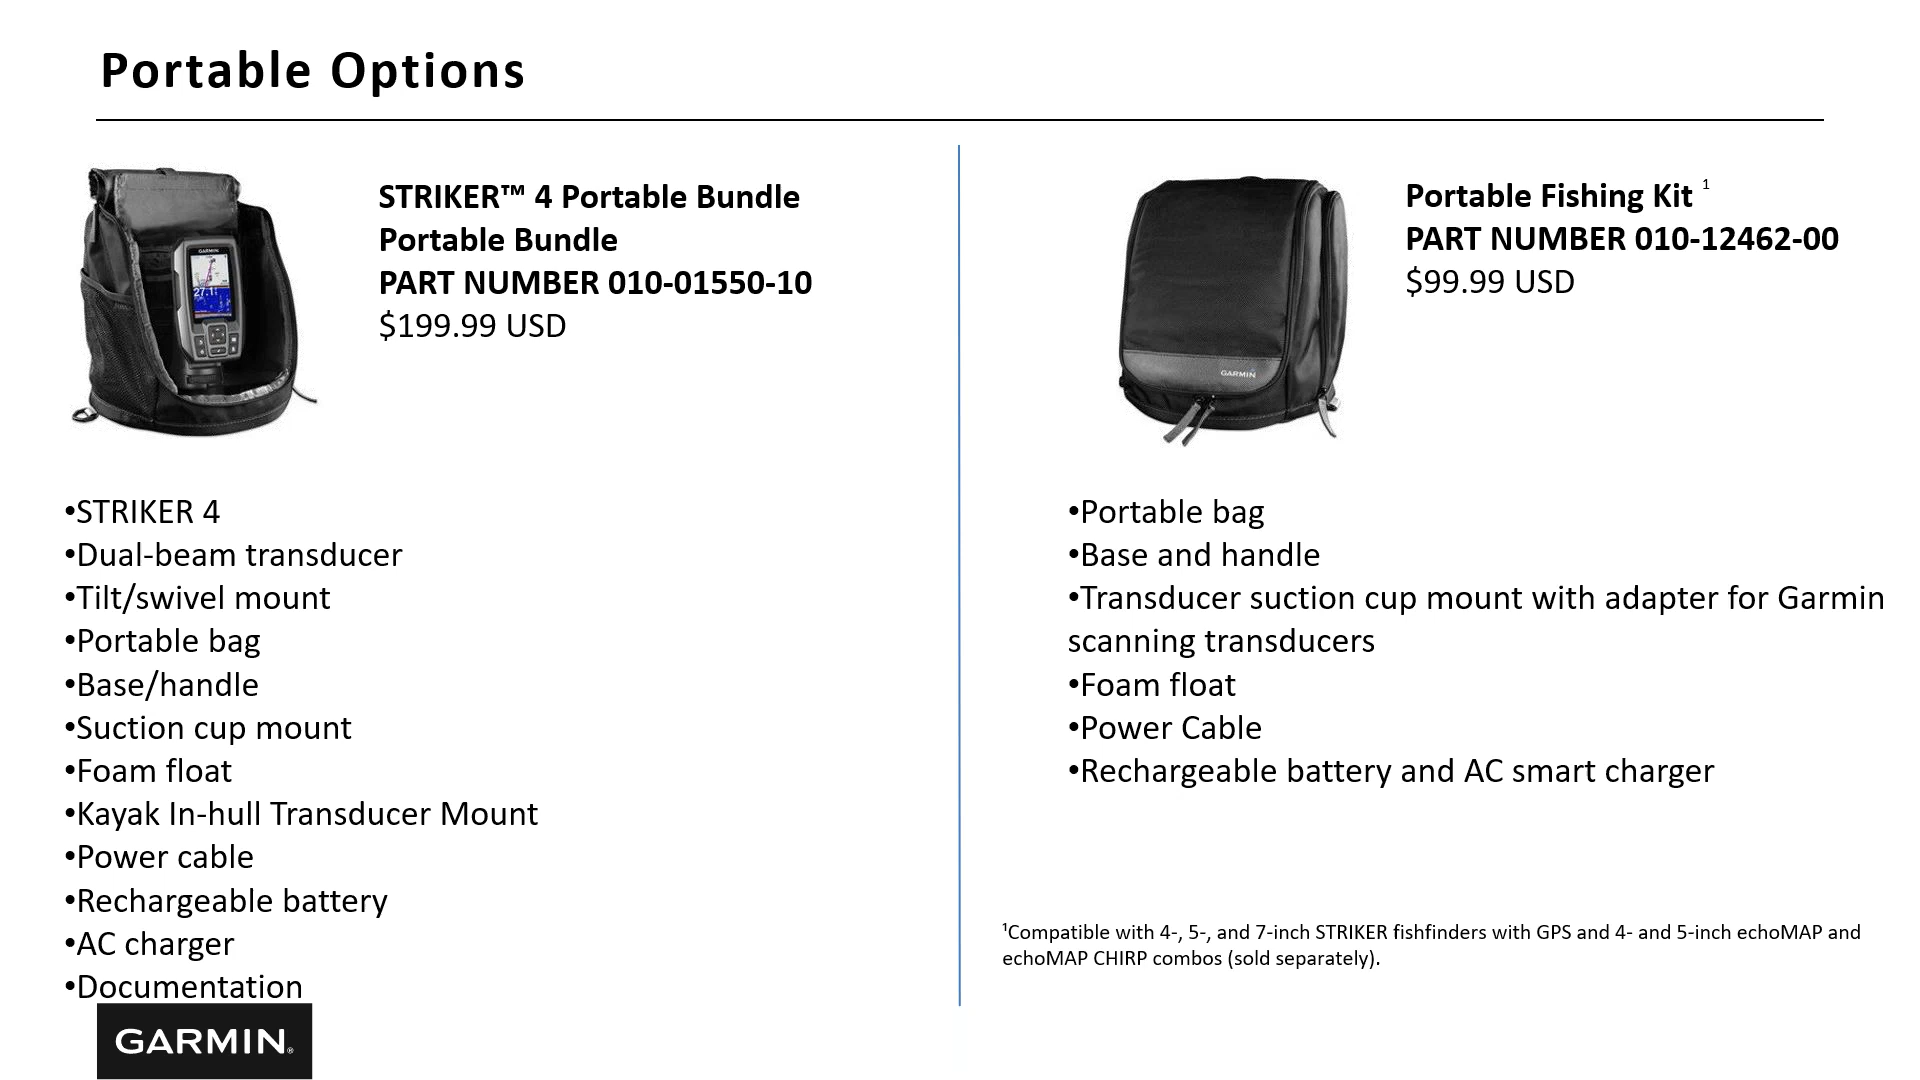 Portable Options
STRIKER™ 4 Portable Bundle
Portable Bundle
PART NUMBER 010-01550-10
$199.99 USD
GARMIN
27.1
•STRIKER 4
•Dual-beam transducer
•Tilt/swivel mount
•Portable bag
•Base/handle
•Suction cup mount
•Foam float
•Kayak In-hull Transducer Mount
•Power cable
•Rechargeable battery
•AC charger
•Documentation
Portable Fishing Kit ¹
PART NUMBER 010-12462-00
$99.99 USD
GARMIN
•Portable bag
•Base and handle
•Transducer suction cup mount with adapter for Garmin
scanning transducers
•Foam float
•Power Cable
•Rechargeable battery and AC smart charger
¹Compatible with 4-, 5-, and 7-inch STRIKER fishfinders with GPS and 4- and 5-inch echoMAP and
echoMAP CHIRP combos (sold separately).
GARMIN®